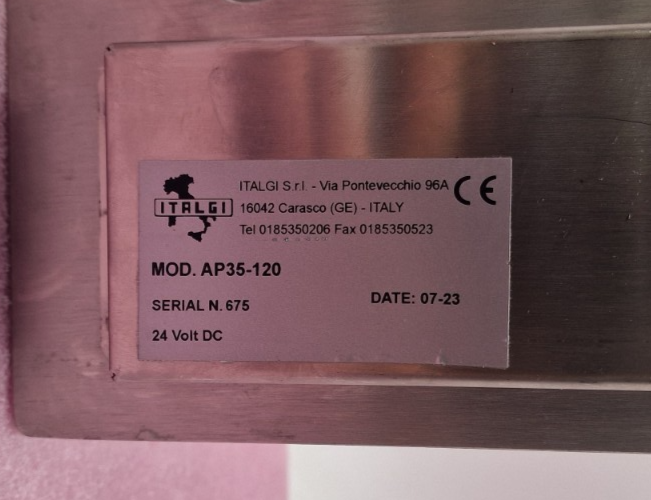 ITALGI S.r.l. - Via Pontevecchio 96A CE
ITALGI
16042 Carasco (GE) - ITALY
Tel 0185350206 Fax 0185350523
MOD. AP35-120
SERIAL N. 675
DATE: 07-23
24 Volt DC